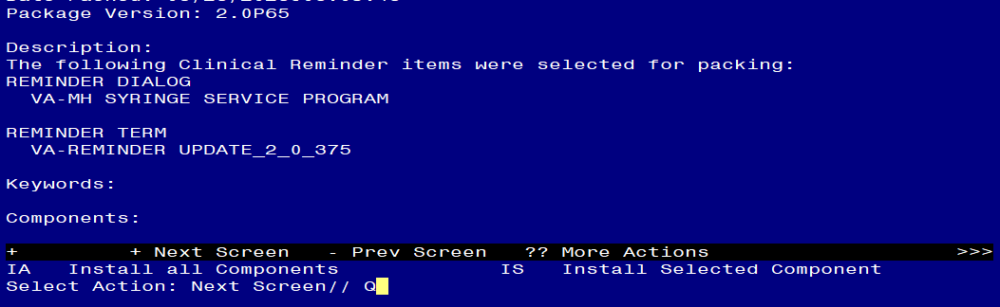 Package Version: 2.0P65
Description:
The following Clinical Reminder items were selected for packing:
REMINDER DIALOG
VA-MH SYRINGE SERVICE PROGRAM
REMINDER TERM
VA-REMINDER UPDATE_2_0_375
Keywords:
Components:
+ + Next Screen - Prev Screen ?? More Actions >>>
IA Install all Components IS Install Selected Component
Select Action: Next Screen// Q